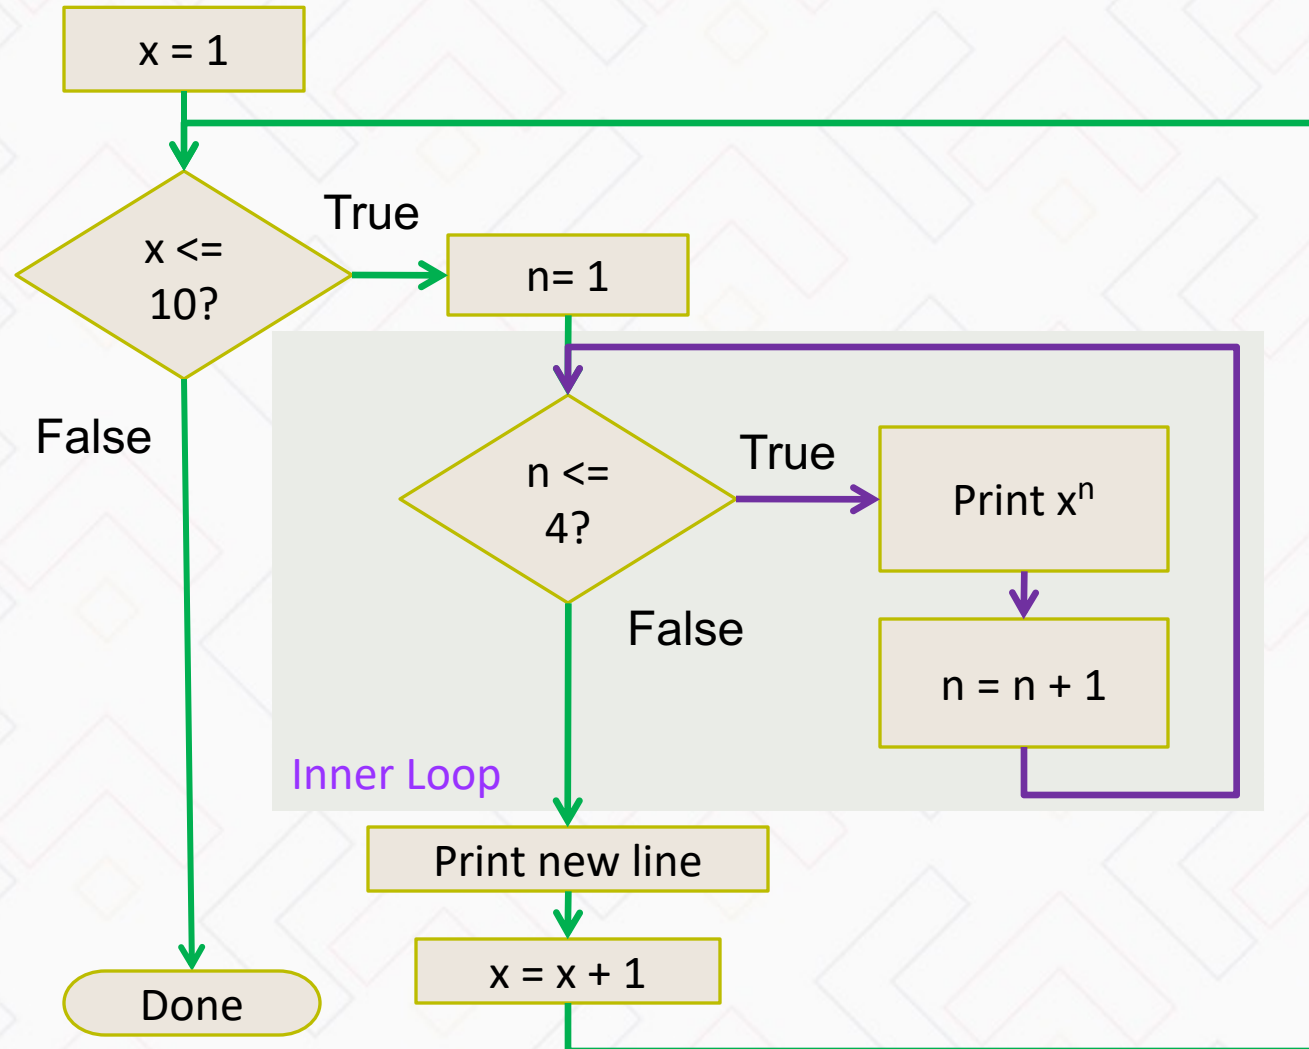 x = 1
True
x <=
10?
n= 1
False
True
n <=
4?
Print xⁿ
False
n = n + 1
Inner Loop
Print new line
x = x + 1
Done